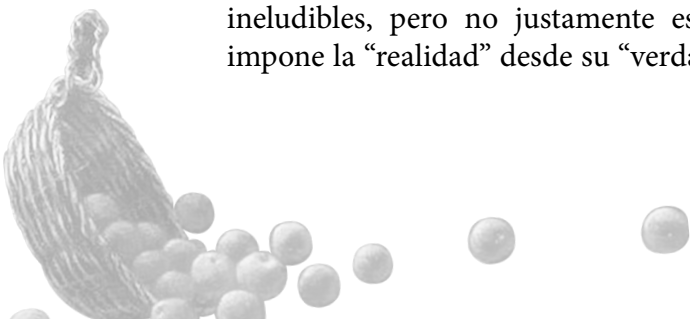 ineludibles, pero no justamente es
impone la “realidad” desde su “verda